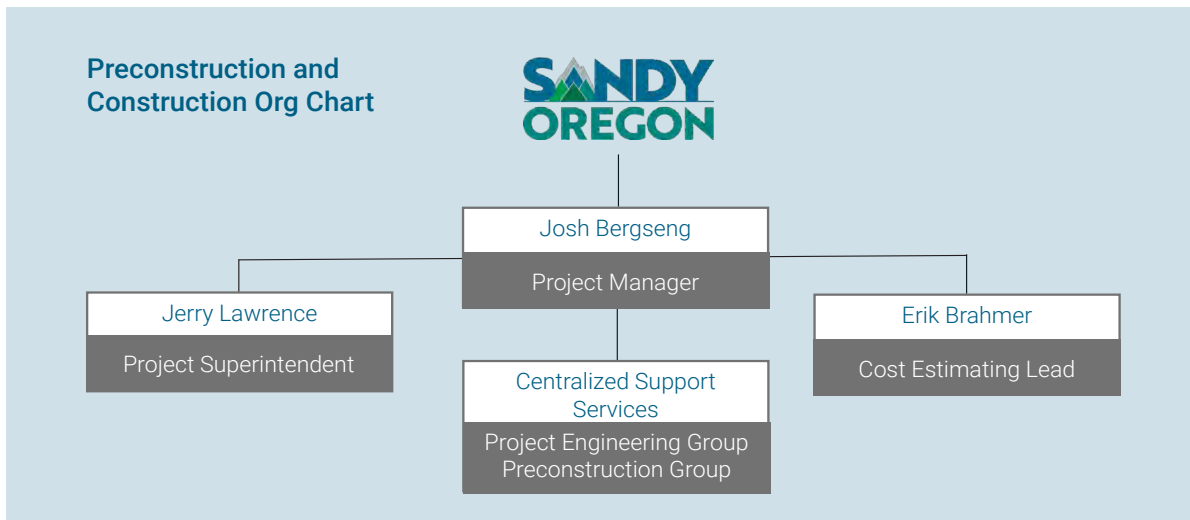 Preconstruction and
Construction Org Chart
SANDY
OREGON
Josh Bergseng
Project Manager
Jerry Lawrence
Project Superintendent
Centralized Support
Services
Project Engineering Group
Preconstruction Group
Erik Brahmer
Cost Estimating Lead